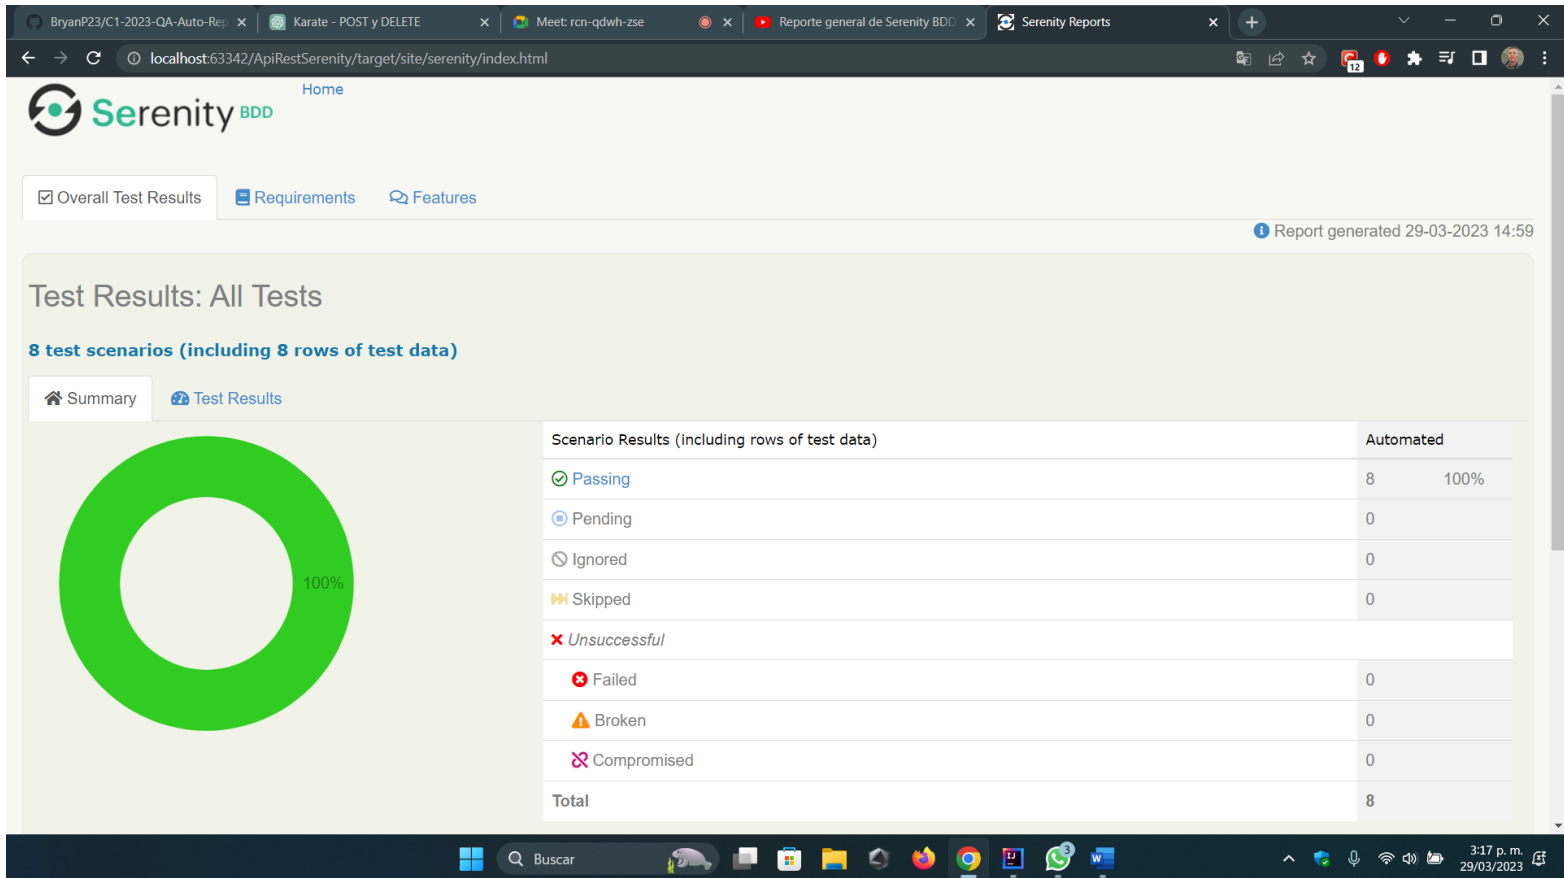 BryanP23/C1-2023-QA-Auto-Rep
Karate - POST y DELETE
Meet: rcn-qdwh-zse
Reporte general de Serenity BDD
Serenity Reports
localhost:63342/ApiRestSerenity/target/site/serenity/index.html
12
Serenity BDD
Home
Overall Test Results
Requirements
Features
Report generated 29-03-2023 14:59
Test Results: All Tests
8 test scenarios (including 8 rows of test data)
Summary
Test Results
100%
Scenario Results (including rows of test data) Automated
Passing 8 100%
Pending 0
Ignored 0
Skipped 0
Unsuccessful
Failed 0
Broken 0
Compromised 0
Total 8
Buscar
IJ
3
W
3:17 p. m.
29/03/2023